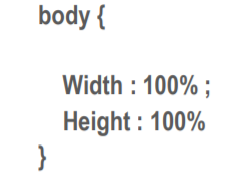 body {
Width : 100% ;
Height : 100%
}